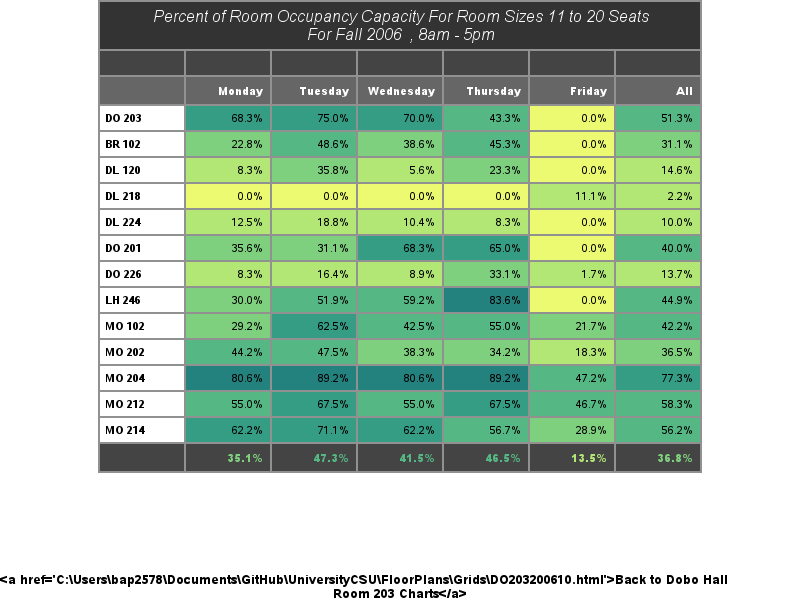 Percent of Room Occupancy Capacity For Room Sizes 11 to 20 Seats
For Fall 2006 , 8am - 5pm
Monday Tuesday Wednesday Thursday Friday All
DO 203 68.3% 75.0% 70.0% 43.3% 0.0% 51.3%
BR 102 22.8% 48.6% 38.6% 45.3% 0.0% 31.1%
DL 120 8.3% 35.8% 5.6% 23.3% 0.0% 14.6%
DL 218 0.0% 0.0% 0.0% 0.0% 11.1% 2.2%
DL 224 12.5% 18.8% 10.4% 8.3% 0.0% 10.0%
DO 201 35.6% 31.1% 68.3% 65.0% 0.0% 40.0%
DO 226 8.3% 16.4% 8.9% 33.1% 1.7% 13.7%
LH 246 30.0% 51.9% 59.2% 83.6% 0.0% 44.9%
MO 102 29.2% 62.5% 42.5% 55.0% 21.7% 42.2%
MO 202 44.2% 47.5% 38.3% 34.2% 18.3% 36.5%
MO 204 80.6% 89.2% 80.6% 89.2% 47.2% 77.3%
MO 212 55.0% 67.5% 55.0% 67.5% 46.7% 58.3%
MO 214 62.2% 71.1% 62.2% 56.7% 28.9% 56.2%
35.1% 47.3% 41.5% 46.5% 13.5% 36.8%
<a href='C:\Users\bap2578\Documents\GitHub\UniversityCSU\FloorPlans\Grids\DO203200610.html'>Back to Dobo Hall
Room 203 Charts</a>